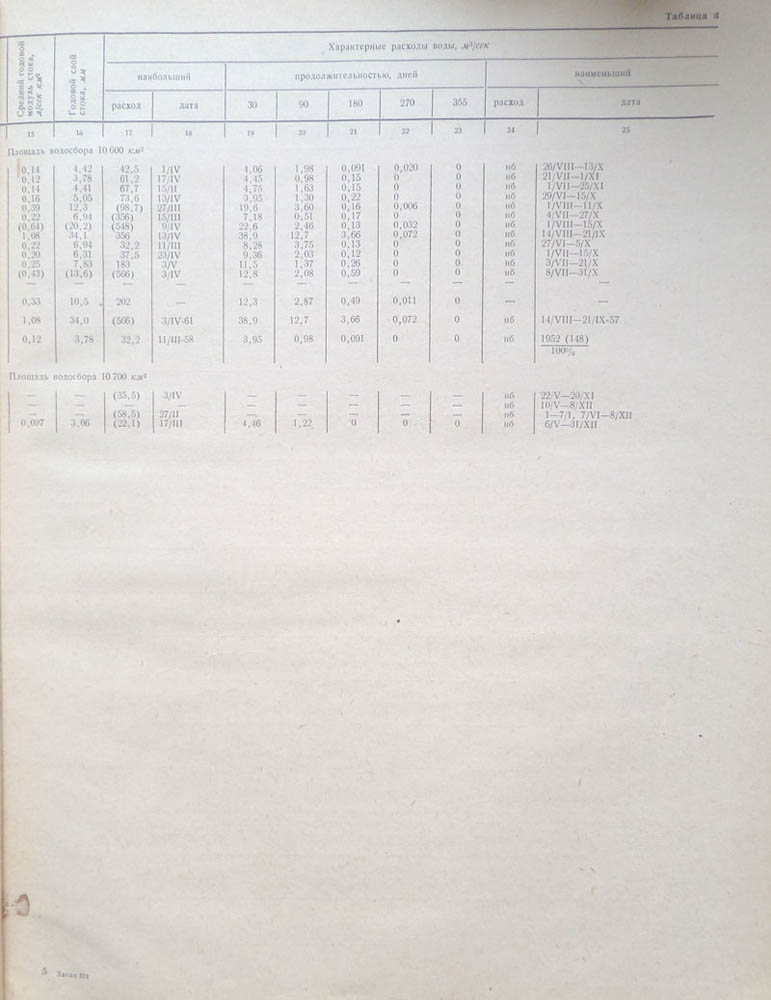 Таблица 3
Средний годовой модуль стока, л/сек км²
Годовой слой стока, мм
Характерные расходы воды, м³/сек
наибольший
продолжительностью, дней
наименьший
расход дата 30 90 180 270 355 расход дата
15 16 17 18 19 20 21 22 23 24 25
Площадь водосбора 10 600 км²
0,14 4,42 42,5 1/IV 4,06 1,98 0,091 0,020 0 нб 26/VIII—13/X
0,12 3,78 61,2 17/IV 4,45 0,98 0,15 0 0 нб 21/VII—1/XI
0,14 4,41 67,7 15/II 4,75 1,63 0,15 0 0 нб 1/VII—25/XI
0,16 5,05 73,6 13/IV 3,95 1,30 0,22 0 0 нб 29/VI—15/X
0,39 12,3 (98,7) 27/III 19,6 3,60 0,16 0,006 0 нб 1/VIII—11/X
0,22 6,94 (356) 15/III 7,18 0,51 0,17 0 0 нб 4/VII—27/X
(0,64) (20,2) (548) 9/IV 22,6 2,46 0,13 0,032 0 нб 1/VIII—15/X
1,08 34,1 356 13/IV 38,9 12,7 3,66 0,072 0 нб 14/VIII—21/IX
0,22 6,94 32,2 11/III 8,28 3,75 0,13 0 0 нб 27/VI—5/X
0,20 6,31 37,5 23/IV 9,36 2,03 0,12 0 0 нб 1/VII—15/X
0,25 7,83 183 3/V 11,5 1,37 0,26 0 0 нб 3/VII—21/X
(0,43) (13,6) (566) 3/IV 12,8 2,08 0,59 0 0 нб 8/VII—31/X
— — — — — — — — — — —
0,33 10,5 202 — 12,3 2,87 0,49 0,011 0 — —
1,08 34,0 (566) 3/IV-61 38,9 12,7 3,66 0,072 0 нб 14/VIII—21/IX-57
0,12 3,78 32,2 11/III-58 3,95 0,98 0,091 0 0 нб 1952 (148)
100%
Площадь водосбора 10 700 км²
— — (35,5) 3/IV — — — — — нб 22/V—20/XI
— — — — — — — — — нб 10/V—8/XII
— — (58,5) 27/II — — — — — нб 1—7/I, 7/VI—8/XII
0,097 3,06 (22,1) 17/III 4,46 1,22 0 0 0 нб 6/V—31/XII
5 Заказ